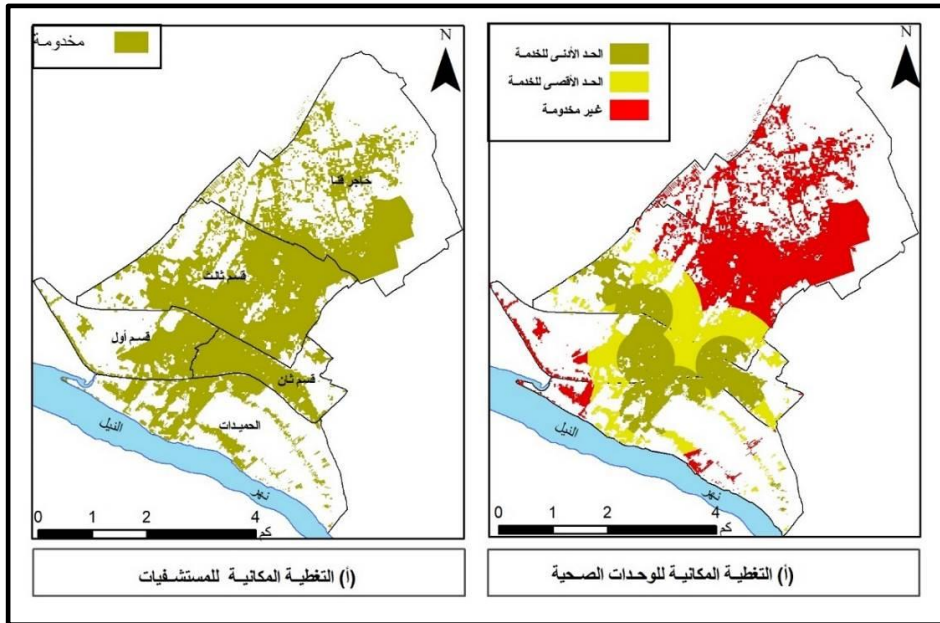 مخدومة
N
حاجر قنا
قسم ثالث
قسم أول
قسم ثان
الحميدات
النيل
نهر
0 1 2 4
كم
(أ) التغطية المكانية للمستشفيات
الحد الأدنى للخدمة
الحد الأقصى للخدمة
غير مخدومة
N
النيل
نهر
0 1 2 4
كم
(أ) التغطية المكانية للوحدات الصحية